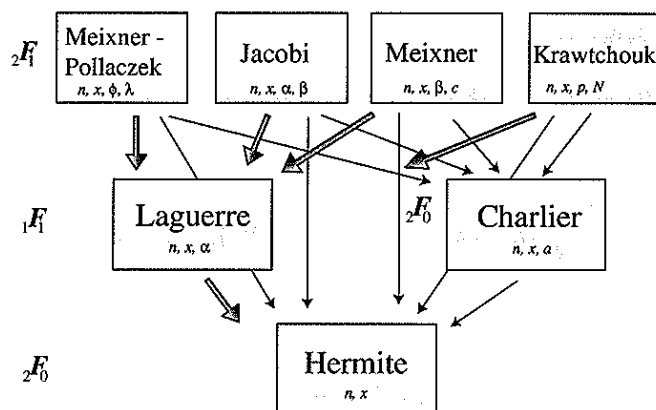 ₂F₁
Meixner -
Pollaczek
n, x, ϕ, λ
Jacobi
n, x, α, β
Meixner
n, x, β, c
Krawtchouk
n, x, p, N
₁F₁
Laguerre
n, x, α
₂F₀
Charlier
n, x, a
₂F₀
Hermite
n, x